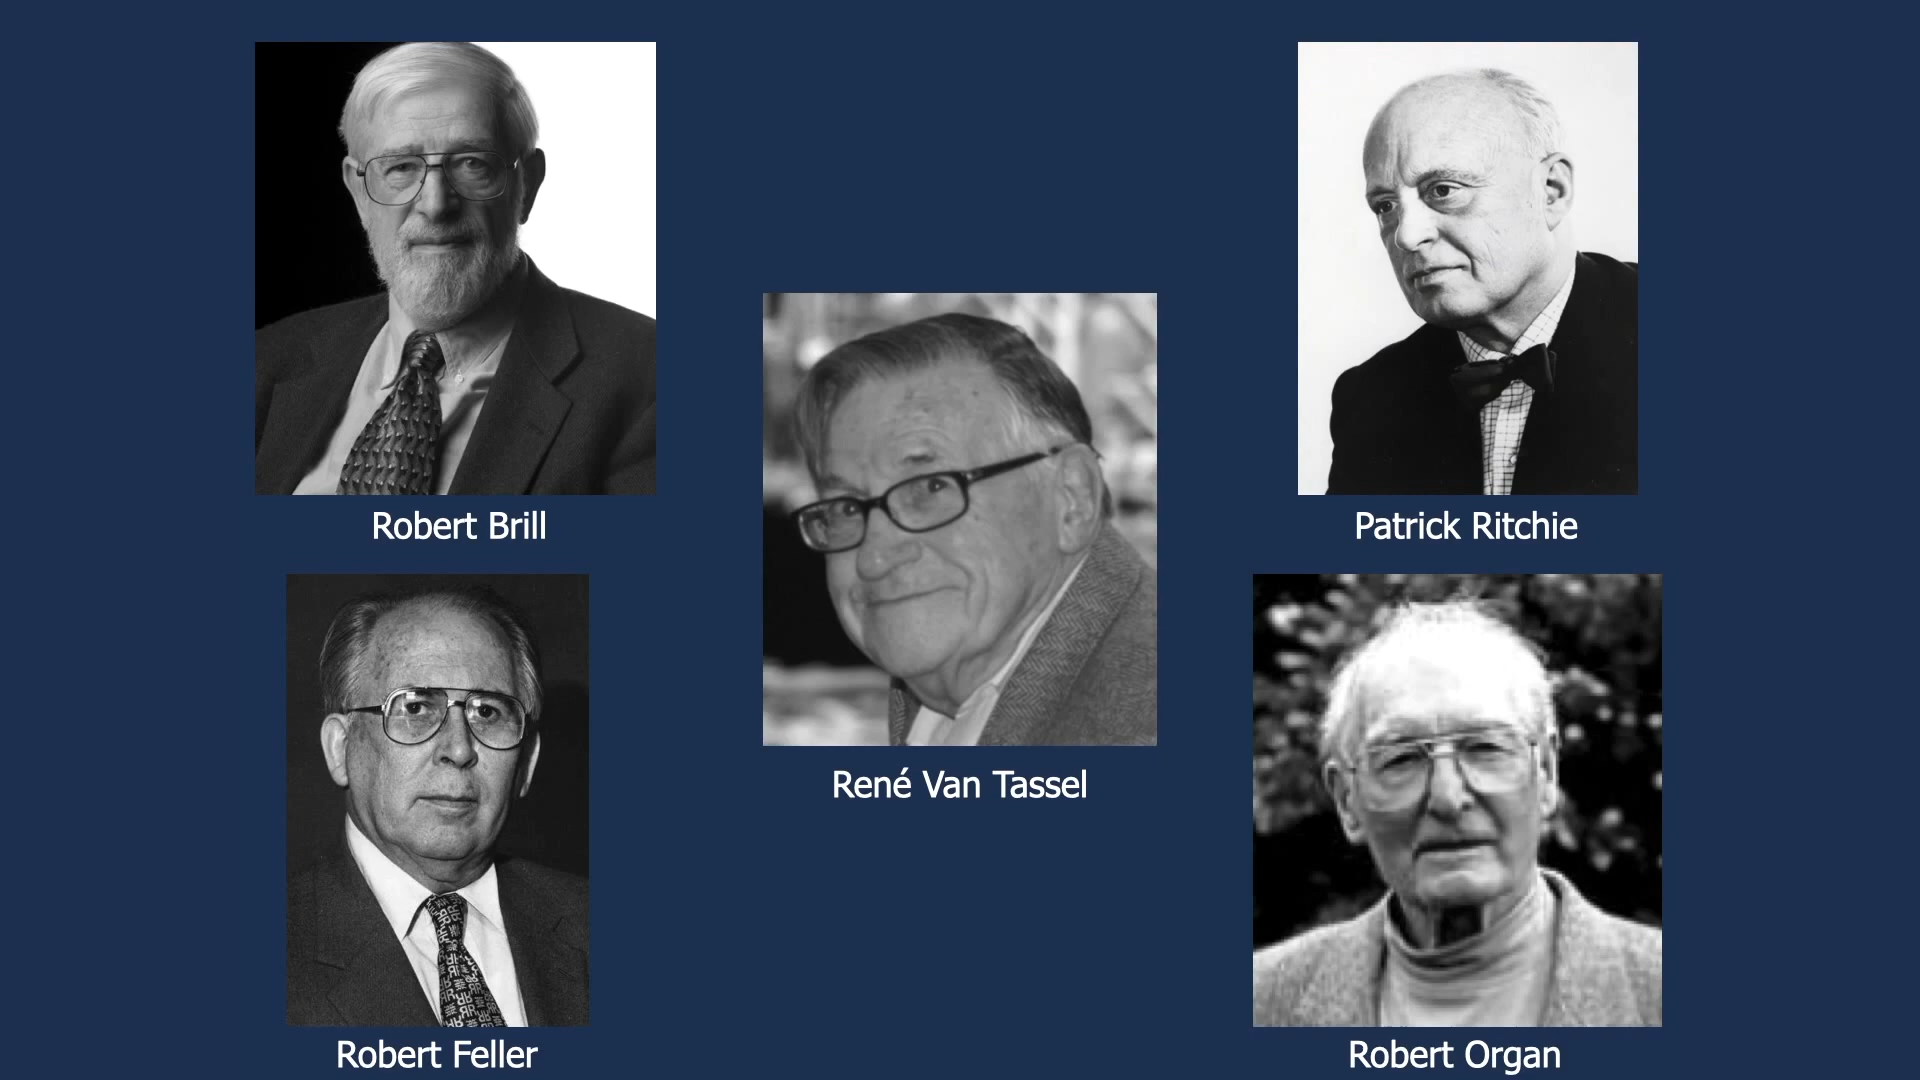 Robert Brill
Patrick Ritchie
René Van Tassel
Robert Feller
Robert Organ